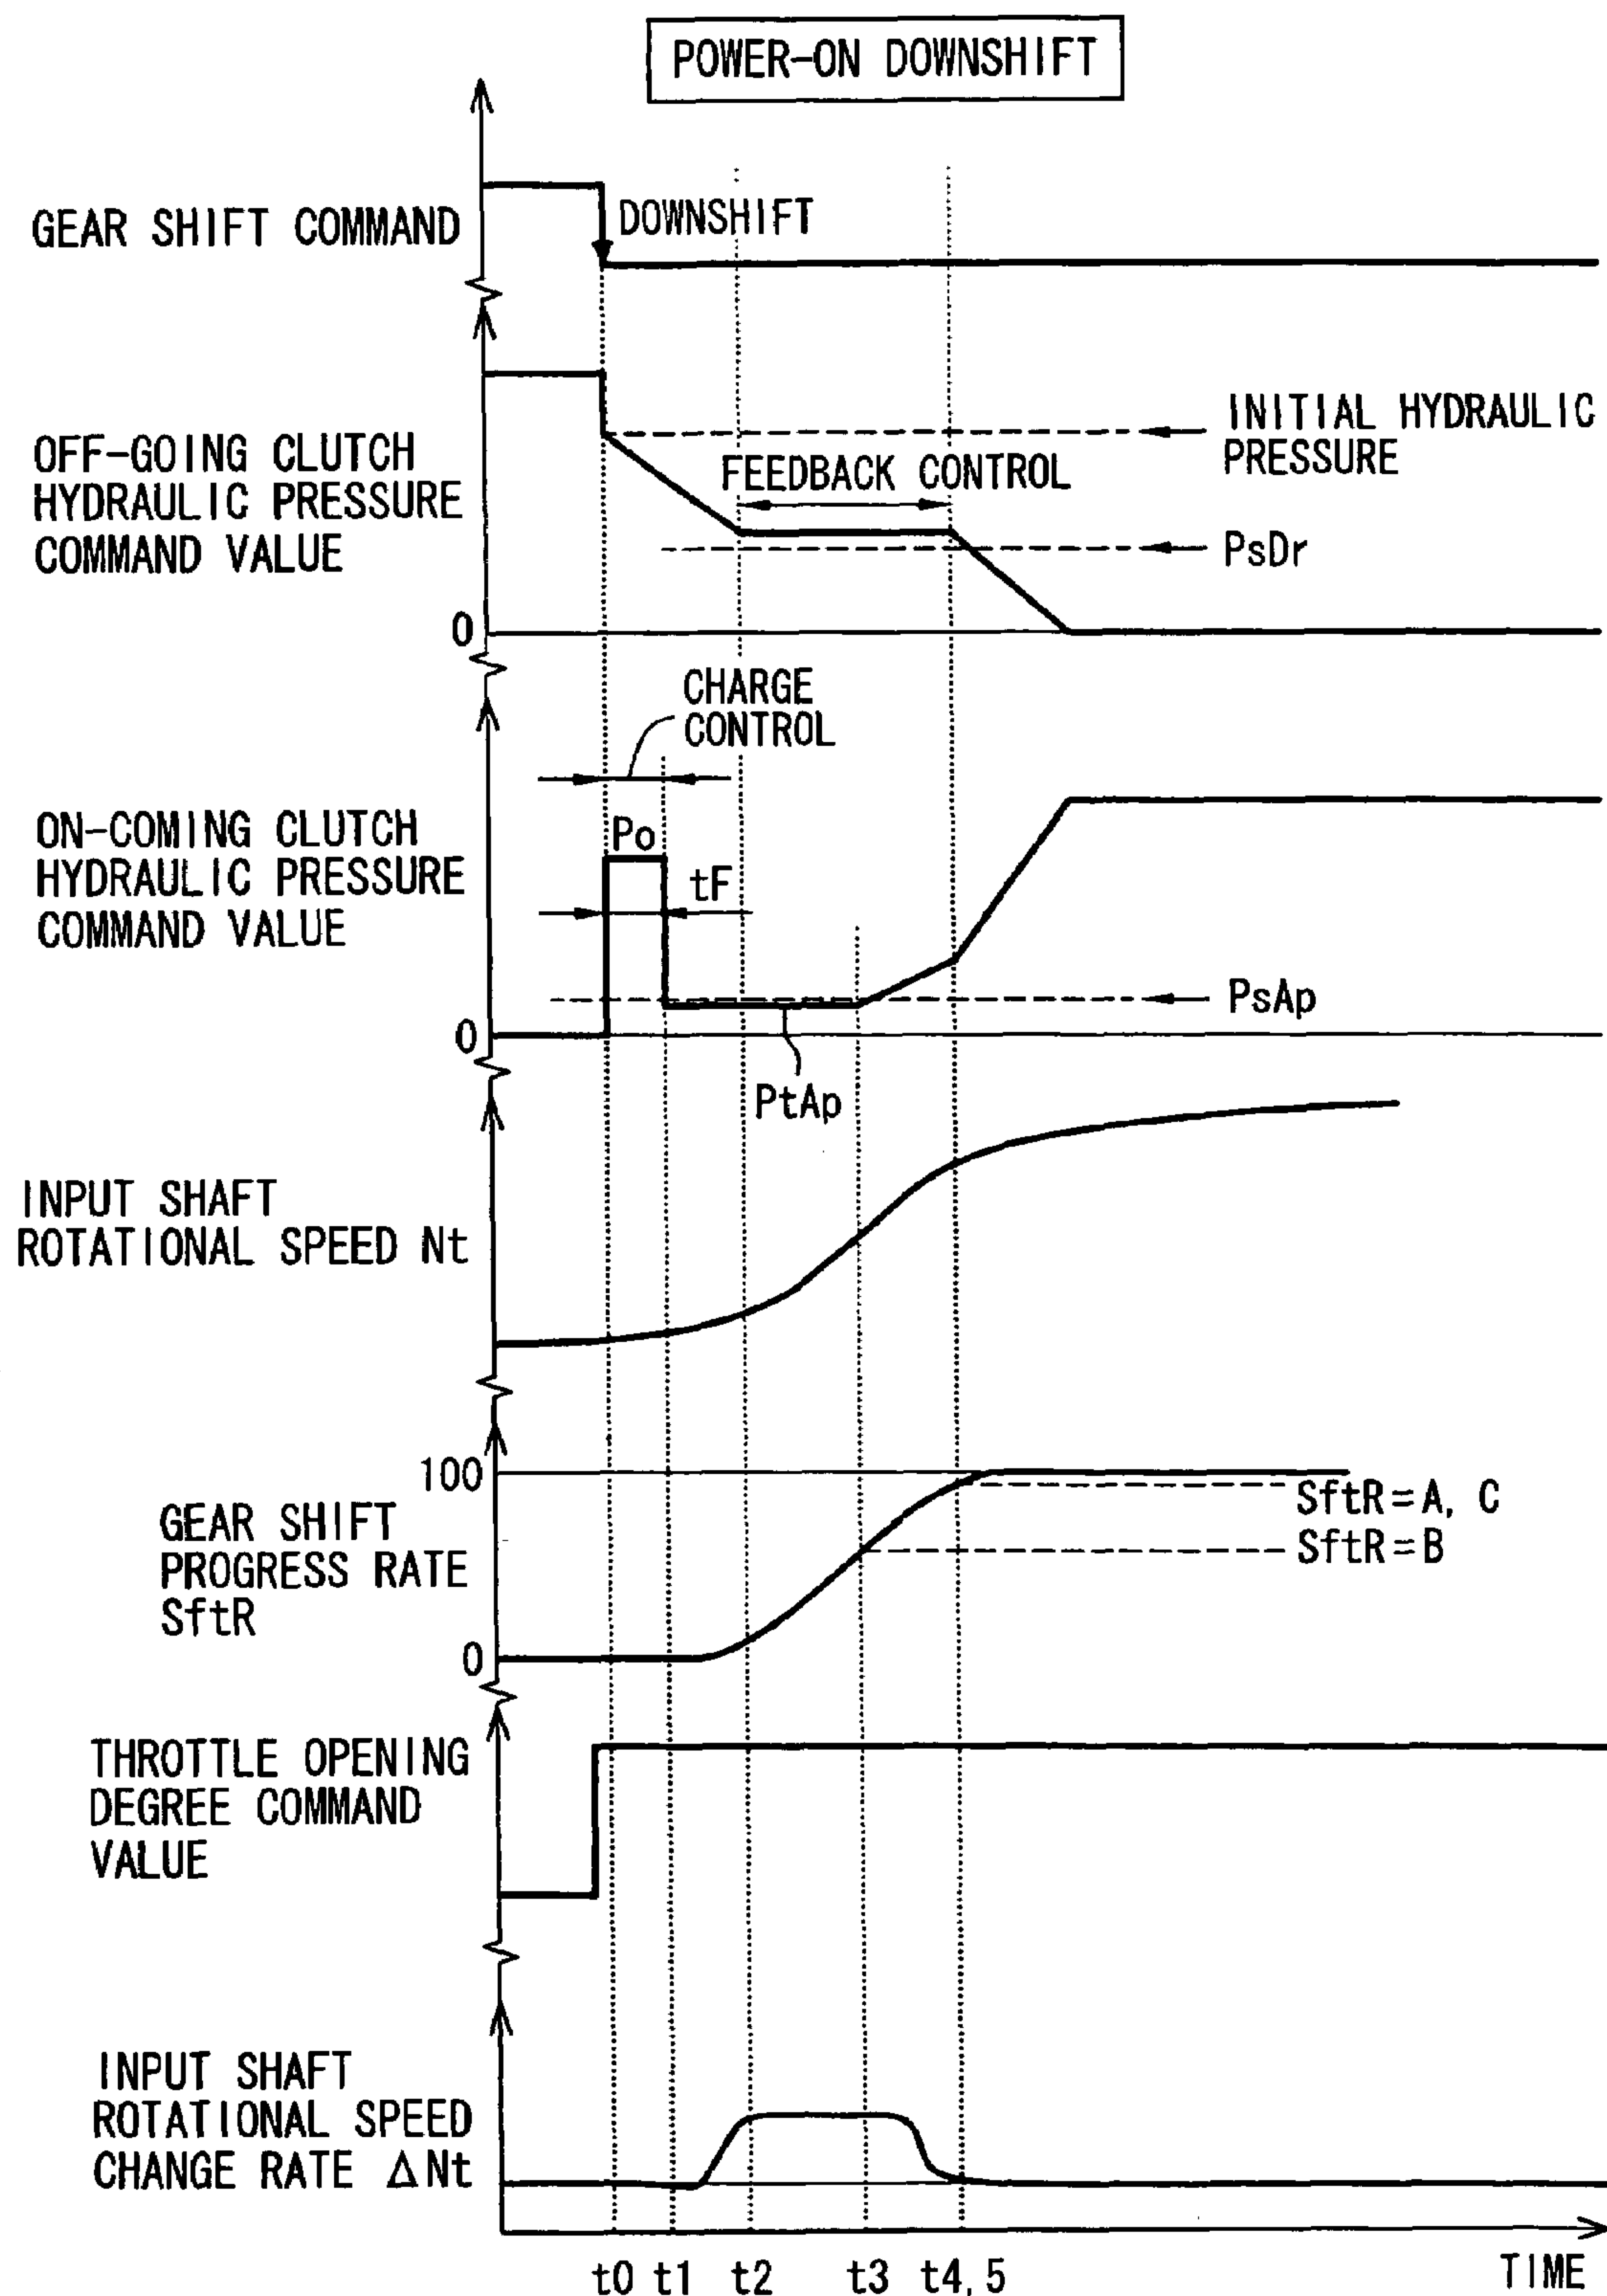 POWER-ON DOWNSHIFT
GEAR SHIFT COMMAND
DOWNSHIFT
OFF-GOING CLUTCH
HYDRAULIC PRESSURE
COMMAND VALUE
INITIAL HYDRAULIC
PRESSURE
FEEDBACK CONTROL
PsDr
0
CHARGE
CONTROL
ON-COMING CLUTCH
HYDRAULIC PRESSURE
COMMAND VALUE
Po
tF
PsAp
0
PtAp
INPUT SHAFT
ROTATIONAL SPEED Nt
100
GEAR SHIFT
PROGRESS RATE
SftR
SftR=A, C
SftR=B
0
THROTTLE OPENING
DEGREE COMMAND
VALUE
INPUT SHAFT
ROTATIONAL SPEED
CHANGE RATE ΔNt
t0 t1 t2 t3 t4, 5 TIME